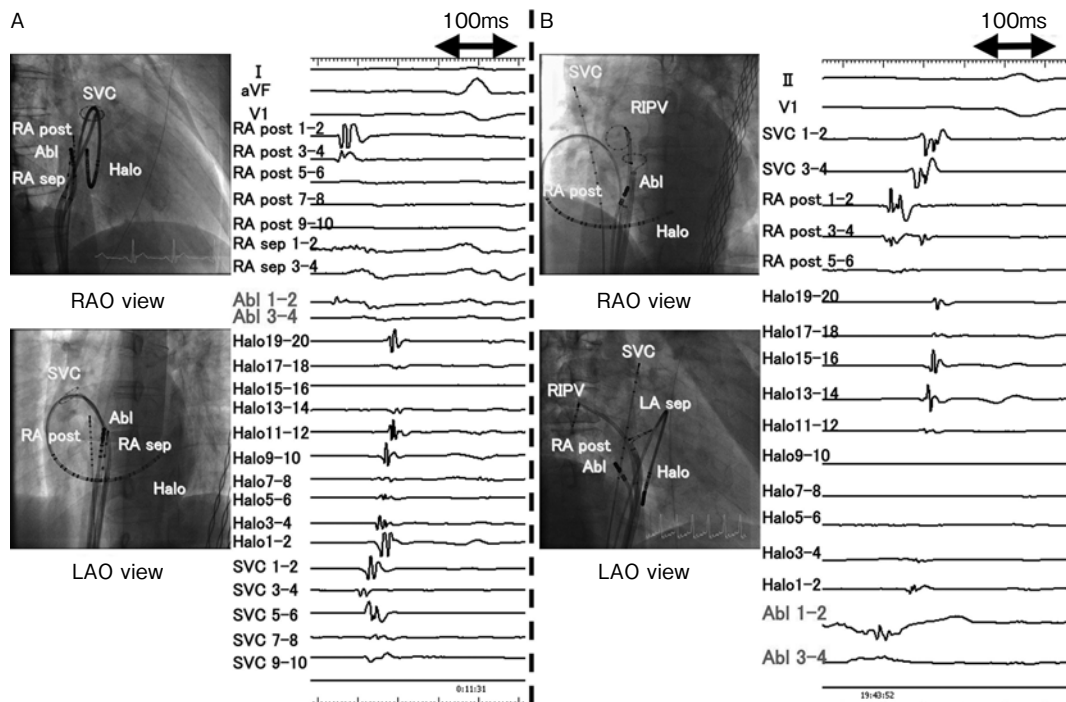 A
100ms
SVC
RA post
Abl
RA sep
Halo
RAO view
SVC
Abl
RA post
RA sep
Halo
LAO view
I
aVF
V1
RA post 1-2
RA post 3-4
RA post 5-6
RA post 7-8
RA post 9-10
RA sep 1-2
RA sep 3-4
Abl 1-2
Abl 3-4
Halo19-20
Halo17-18
Halo15-16
Halo13-14
Halo11-12
Halo9-10
Halo7-8
Halo5-6
Halo3-4
Halo1-2
SVC 1-2
SVC 3-4
SVC 5-6
SVC 7-8
SVC 9-10
0:11:31
B
100ms
SVC
RIPV
RA post
Abl
Halo
RAO view
SVC
RIPV
LA sep
RA post
Abl
Halo
LAO view
II
V1
SVC 1-2
SVC 3-4
RA post 1-2
RA post 3-4
RA post 5-6
Halo19-20
Halo17-18
Halo15-16
Halo13-14
Halo11-12
Halo9-10
Halo7-8
Halo5-6
Halo3-4
Halo1-2
Abl 1-2
Abl 3-4
19:43:52